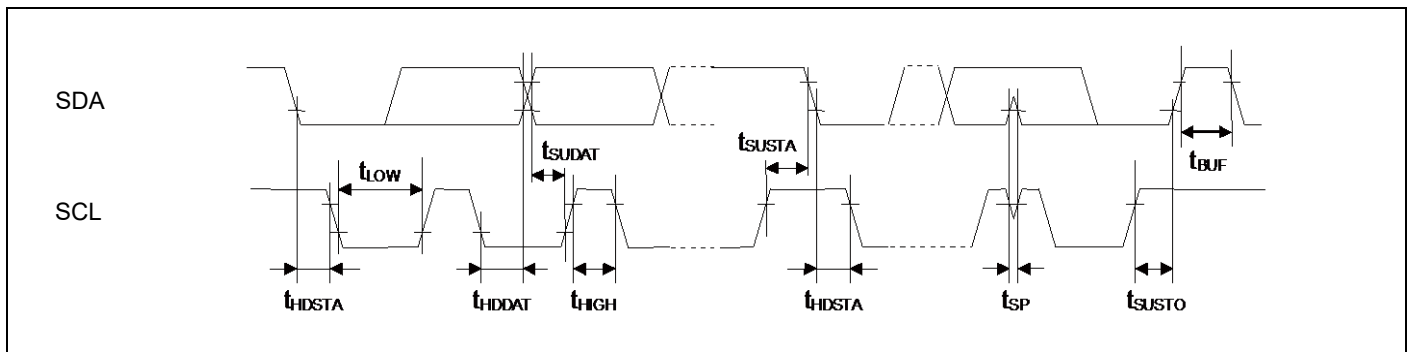 SDA
tSUDAT
tSUSTA
tBUF
tLOW
SCL
tHDSTA
tHDDAT
tHIGH
tHDSTA
tSP
tSUSTO